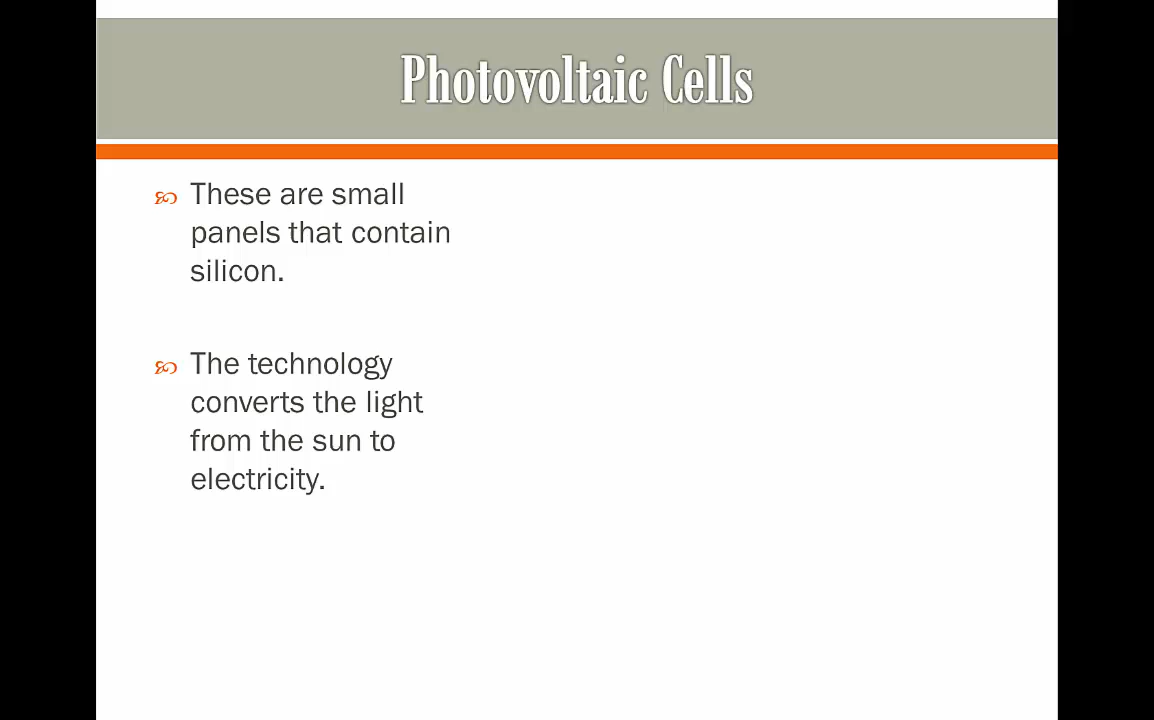 Photovoltaic Cells
These are small
panels that contain
silicon.
The technology
converts the light
from the sun to
electricity.